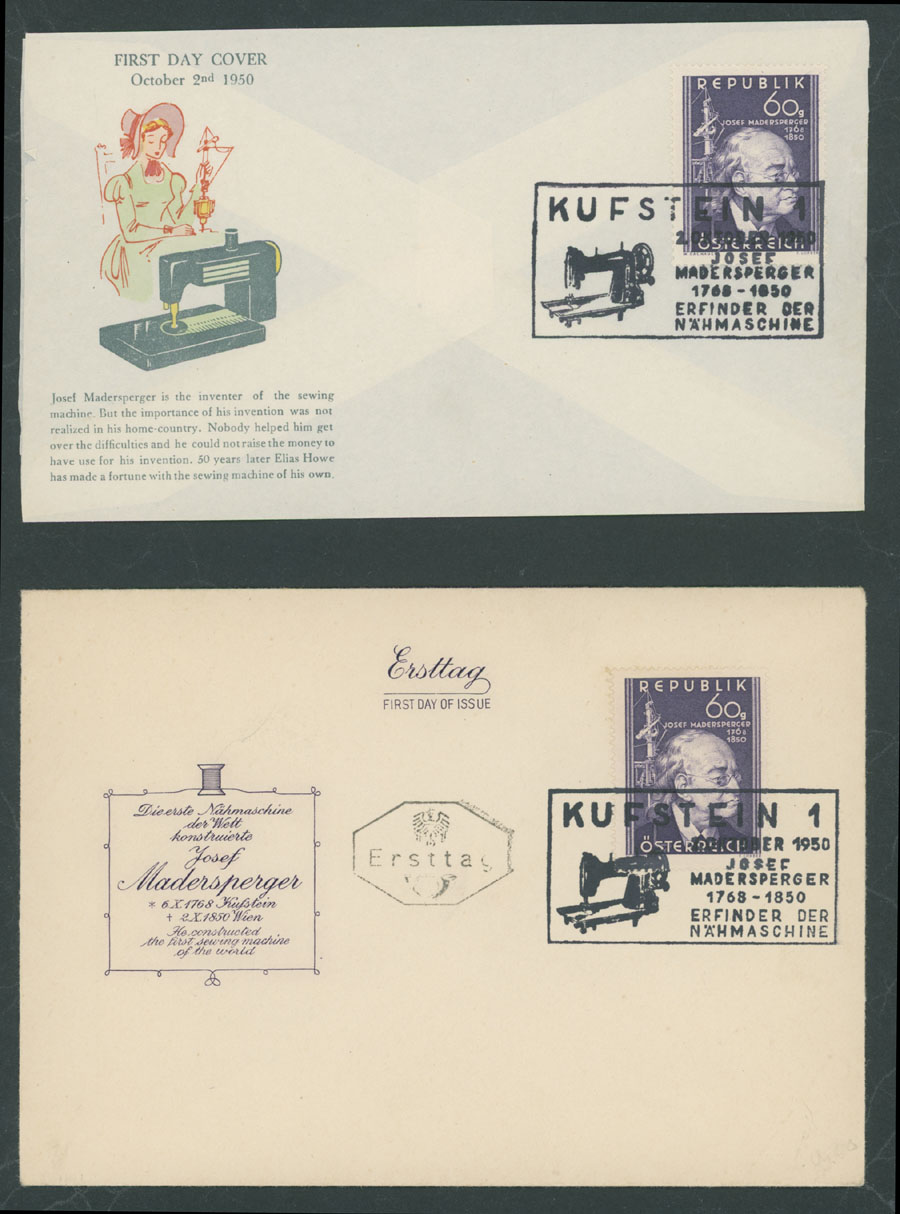 FIRST DAY COVER
October 2nd 1950
REPUBLIK
60g
JOSEF MADERSPERGER
1768
1850
ÖSTERREICH
KUFSTEIN 1
2. OKTOBER 1950
JOSEF
MADERSPERGER
1768 - 1850
ERFINDER DER
NÄHMASCHINE
Josef Madersperger is the inventer of the sewing
machine. But the importance of his invention was not
realized in his home-country. Nobody helped him get
over the difficulties and he could not raise the money to
have use for his invention. 50 years later Elias Howe
has made a fortune with the sewing machine of his own.
Ersttag
FIRST DAY OF ISSUE
REPUBLIK
60g
JOSEF MADERSPERGER
1768
1850
ÖSTERREICH
KUFSTEIN 1
2. OKTOBER 1950
JOSEF
MADERSPERGER
1768 - 1850
ERFINDER DER
NÄHMASCHINE
Die erste Nähmaschine
der Welt
konstruierte
Josef
Madersperger
* 6 X 1768 Kufstein
† 2 X 1850 Wien
He constructed
the first sewing machine
of the world
Ersttag